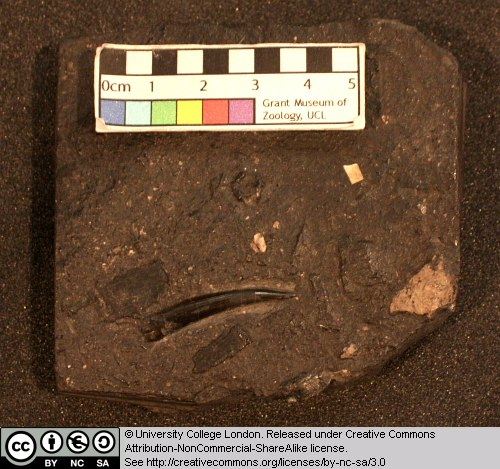 0cm 1 2 3 4 5
Grant Museum of
Zoology, UCL
© University College London. Released under Creative Commons
Attribution-NonCommercial-ShareAlike license.
See http://creativecommons.org/licenses/by-nc-sa/3.0
cc BY NC SA